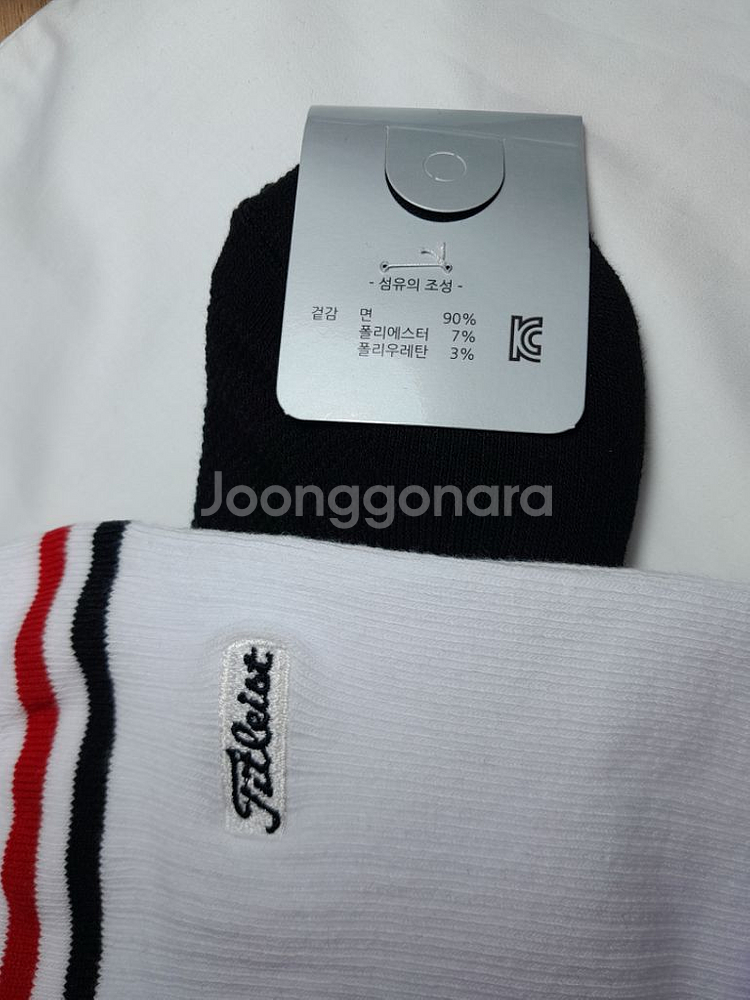 - 섬유의 조성 -
겉감 면 90%
폴리에스터 7%
폴리우레탄 3%
KC
Joonggonara
Titleist